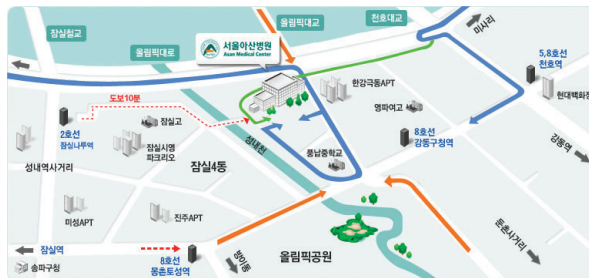 잠실철교
올림픽대로
올림픽대교
천호대교
미사리
서울아산병원
Asan Medical Center
5,8호선
천호역
현대백화점
한강극동APT
영파여고
도보10분
2호선
잠실나루역
잠실고
잠실시영
파크리오
성내천
8호선
강동구청역
강동역
성내역사거리
잠실4동
풍납중학교
미성APT
진주APT
둔촌사거리
잠실역
송파구청
8호선
몽촌토성역
방이동
올림픽공원